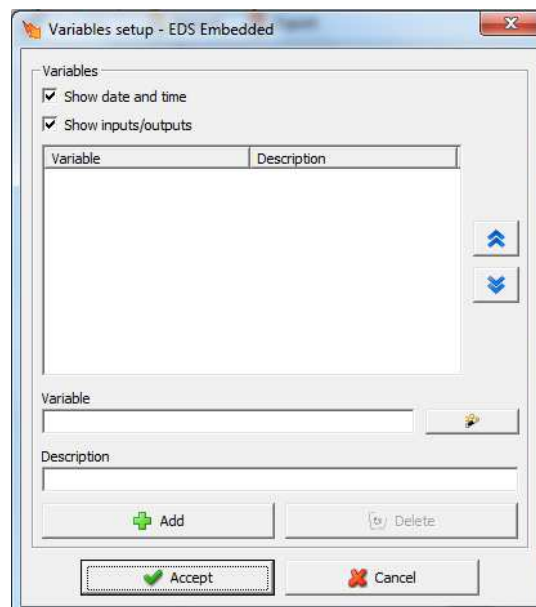 Variables setup - EDS Embedded
Variables
Show date and time
Show inputs/outputs
Variable Description
Variable
Description
Add Delete
Accept Cancel